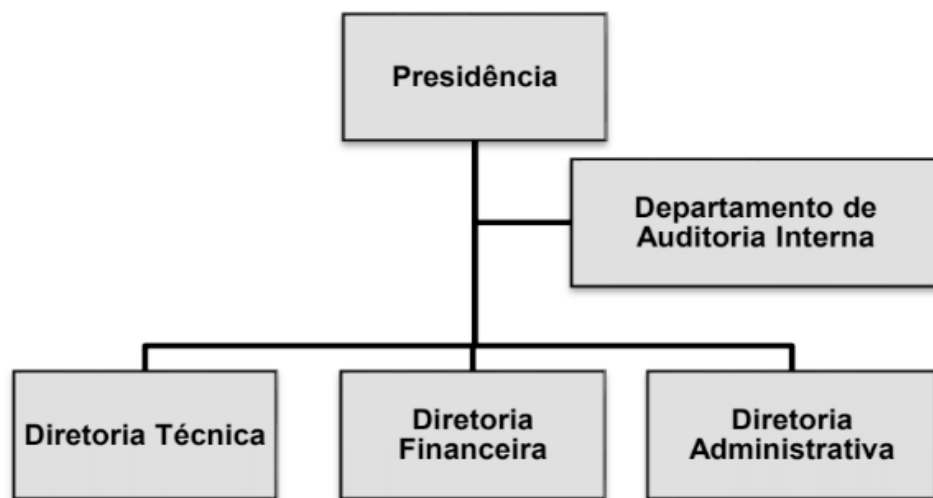 Presidência
Departamento de
Auditoria Interna
Diretoria Técnica
Diretoria
Financeira
Diretoria
Administrativa